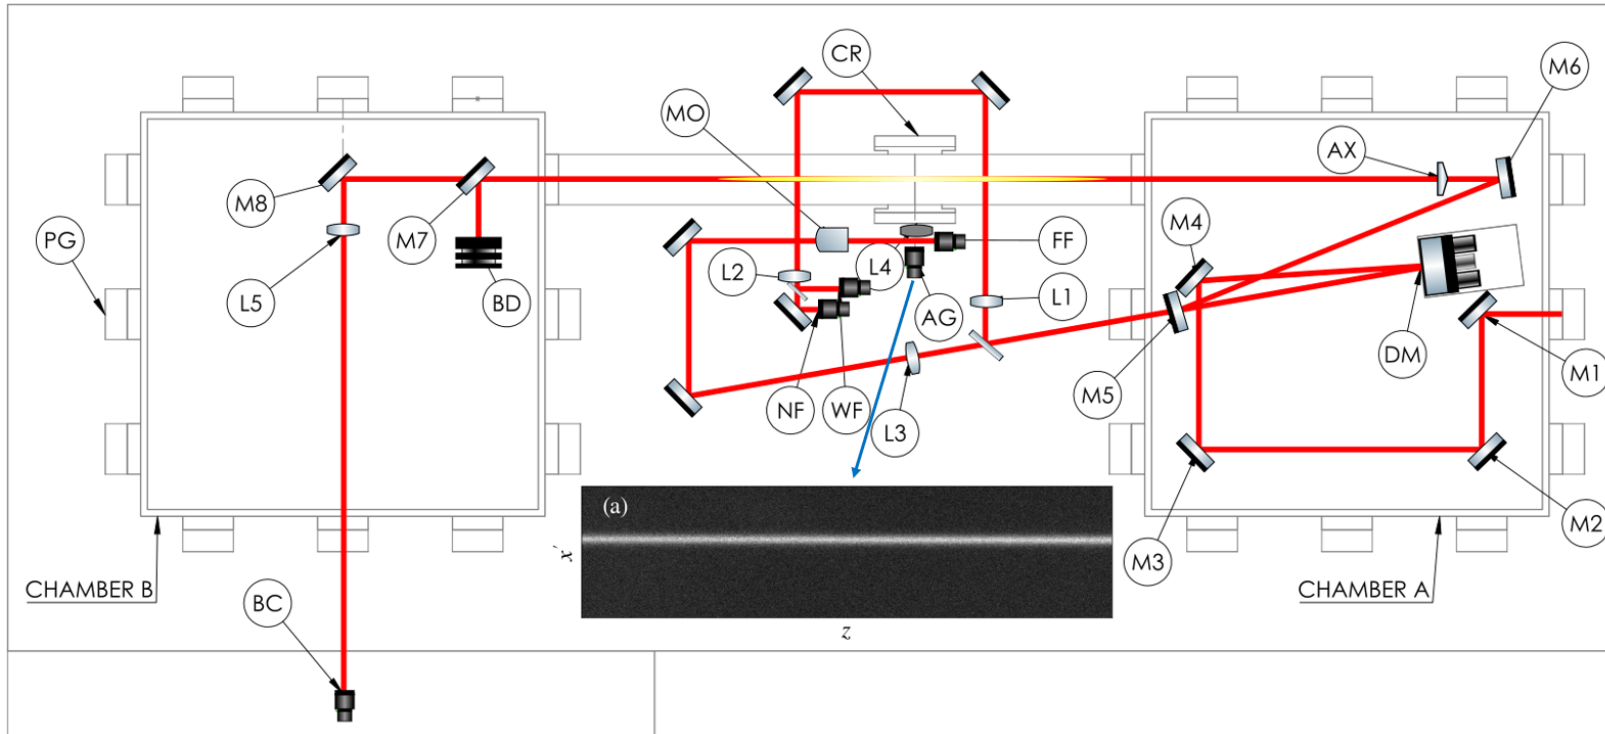 CR
M6
MO
AX
M8
M7
M4
PG
L5
BD
L2
L4
FF
L1
AG
DM
M1
M5
NF
WF
L3
(a)
M3
M2
x′
z
CHAMBER B
BC
CHAMBER A